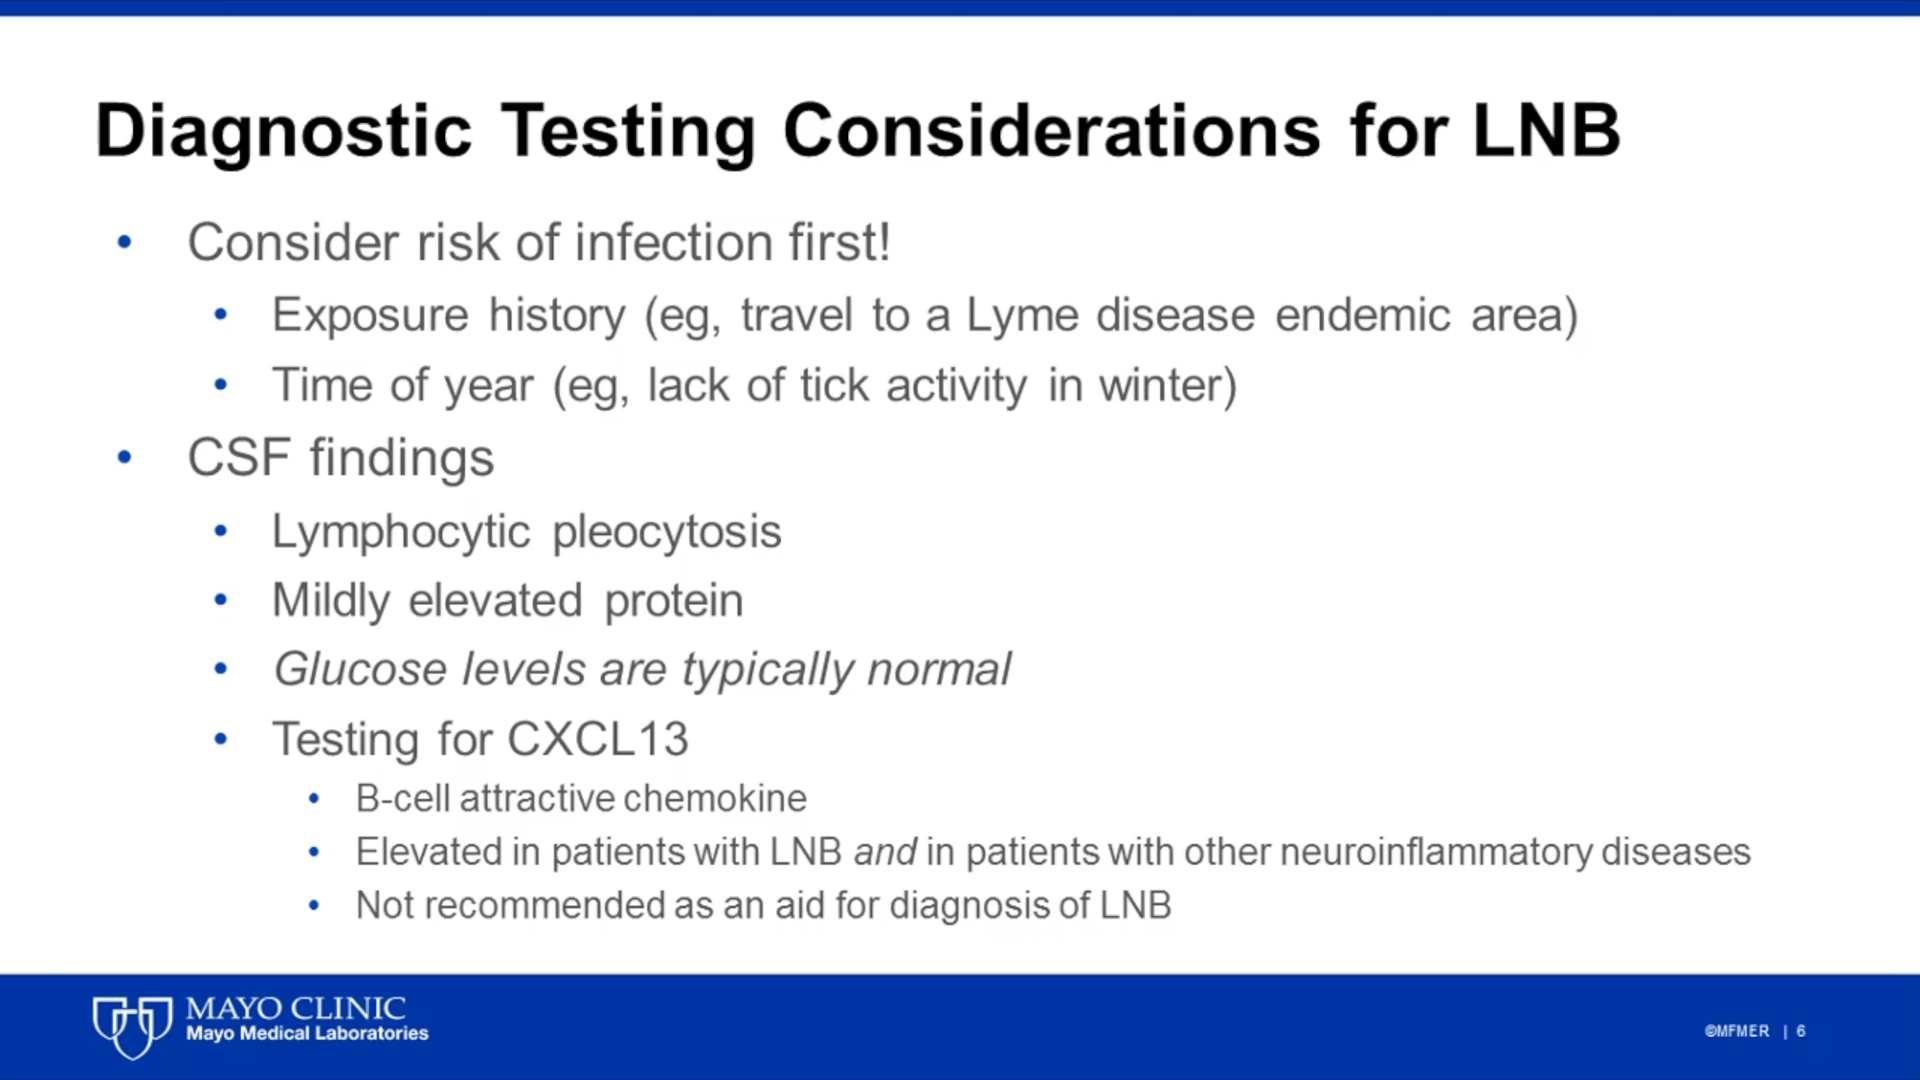 Diagnostic Testing Considerations for LNB
• Consider risk of infection first!
• Exposure history (eg, travel to a Lyme disease endemic area)
• Time of year (eg, lack of tick activity in winter)
• CSF findings
• Lymphocytic pleocytosis
• Mildly elevated protein
• Glucose levels are typically normal
• Testing for CXCL13
• B-cell attractive chemokine
• Elevated in patients with LNB and in patients with other neuroinflammatory diseases
• Not recommended as an aid for diagnosis of LNB
MAYO CLINIC
Mayo Medical Laboratories
©MFMER | 6